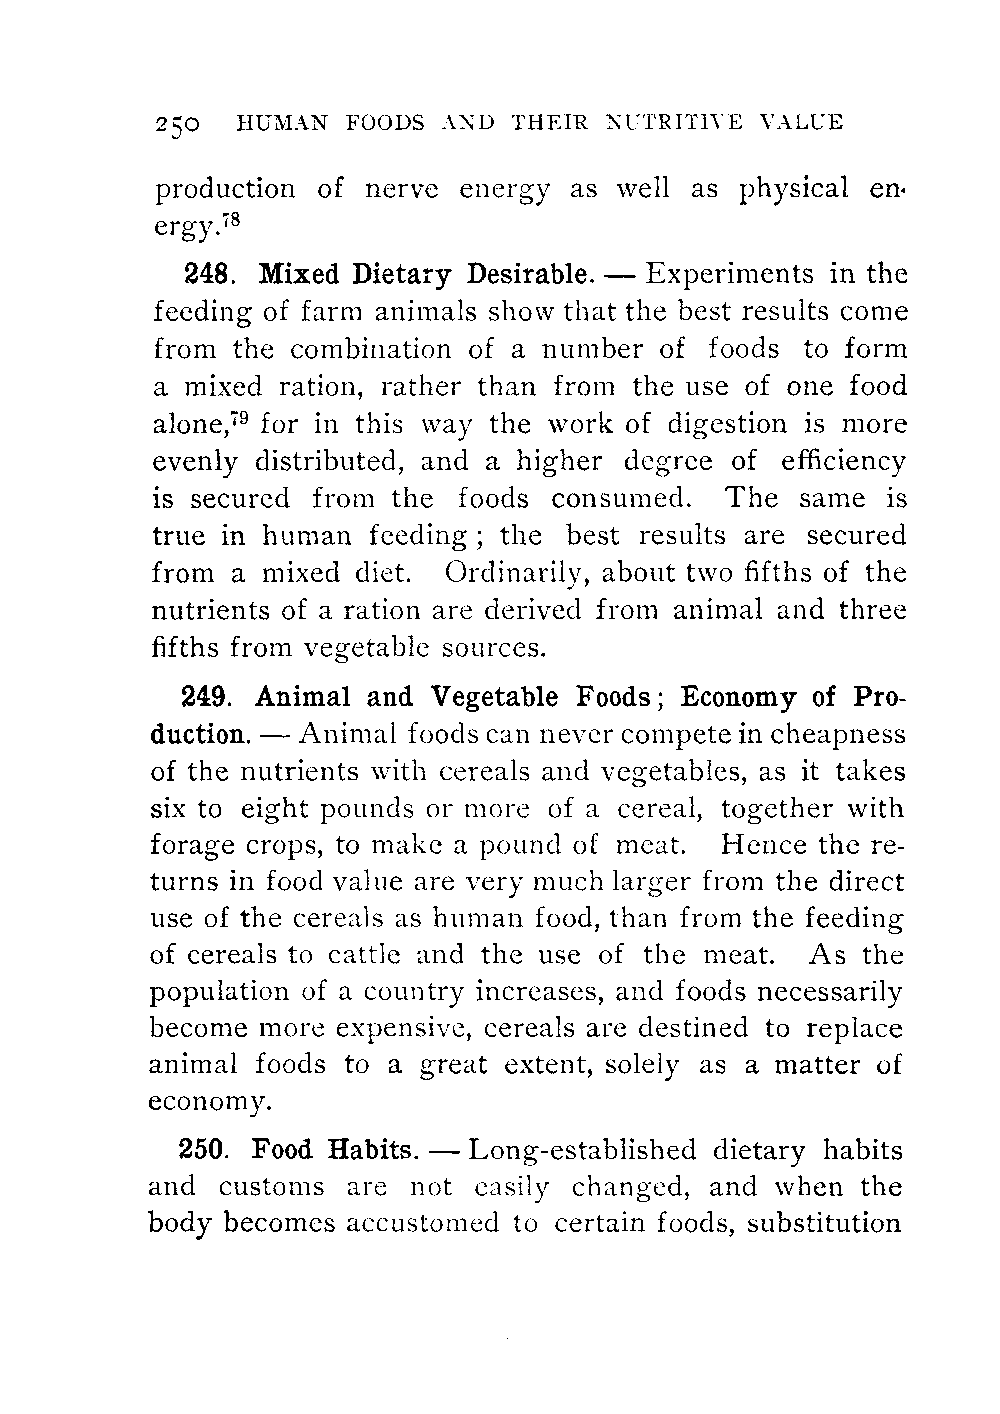 250 HUMAN FOODS AND THEIR NUTRITIVE VALUE
production of nerve energy as well as physical en-
ergy.78
248. Mixed Dietary Desirable. — Experiments in the
feeding of farm animals show that the best results come
from the combination of a number of foods to form
a mixed ration, rather than from the use of one food
alone,79 for in this way the work of digestion is more
evenly distributed, and a higher degree of efficiency
is secured from the foods consumed. The same is
true in human feeding; the best results are secured
from a mixed diet. Ordinarily, about two fifths of the
nutrients of a ration are derived from animal and three
fifths from vegetable sources.
249. Animal and Vegetable Foods; Economy of Pro-
duction. — Animal foods can never compete in cheapness
of the nutrients with cereals and vegetables, as it takes
six to eight pounds or more of a cereal, together with
forage crops, to make a pound of meat. Hence the re-
turns in food value are very much larger from the direct
use of the cereals as human food, than from the feeding
of cereals to cattle and the use of the meat. As the
population of a country increases, and foods necessarily
become more expensive, cereals are destined to replace
animal foods to a great extent, solely as a matter of
economy.
250. Food Habits. — Long-established dietary habits
and customs are not easily changed, and when the
body becomes accustomed to certain foods, substitution